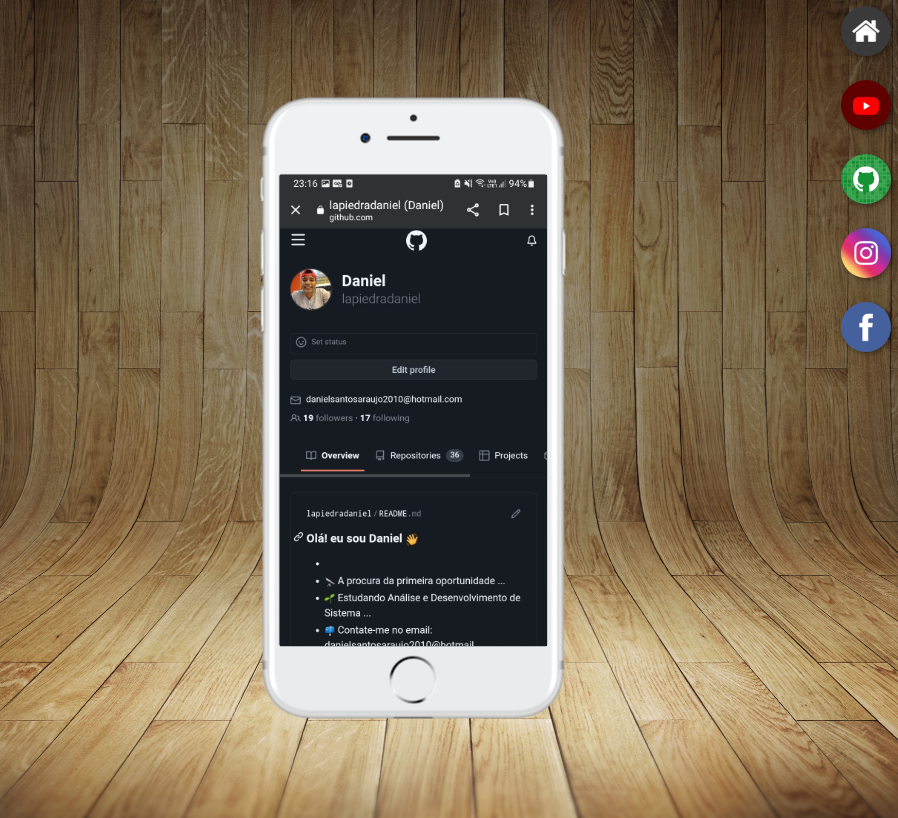 23:16 94%
lapiedradaniel (Daniel)
github.com
Daniel
lapiedradaniel
Set status
Edit profile
danielsantosaraujo2010@hotmail.com
19 followers · 17 following
Overview Repositories 36 Projects
lapiedradaniel / README.md
Olá! eu sou Daniel 👋
• 
• 🔭 A procura da primeira oportunidade ...
• 🌱 Estudando Análise e Desenvolvimento de
Sistema ...
• 📫 Contate-me no email:
danielsantosaraujo2010@hotmail